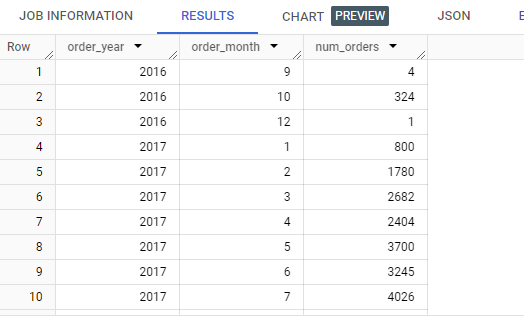 JOB INFORMATION RESULTS CHART PREVIEW JSON E
Row order_year order_month num_orders
1 2016 9 4
2 2016 10 324
3 2016 12 1
4 2017 1 800
5 2017 2 1780
6 2017 3 2682
7 2017 4 2404
8 2017 5 3700
9 2017 6 3245
10 2017 7 4026